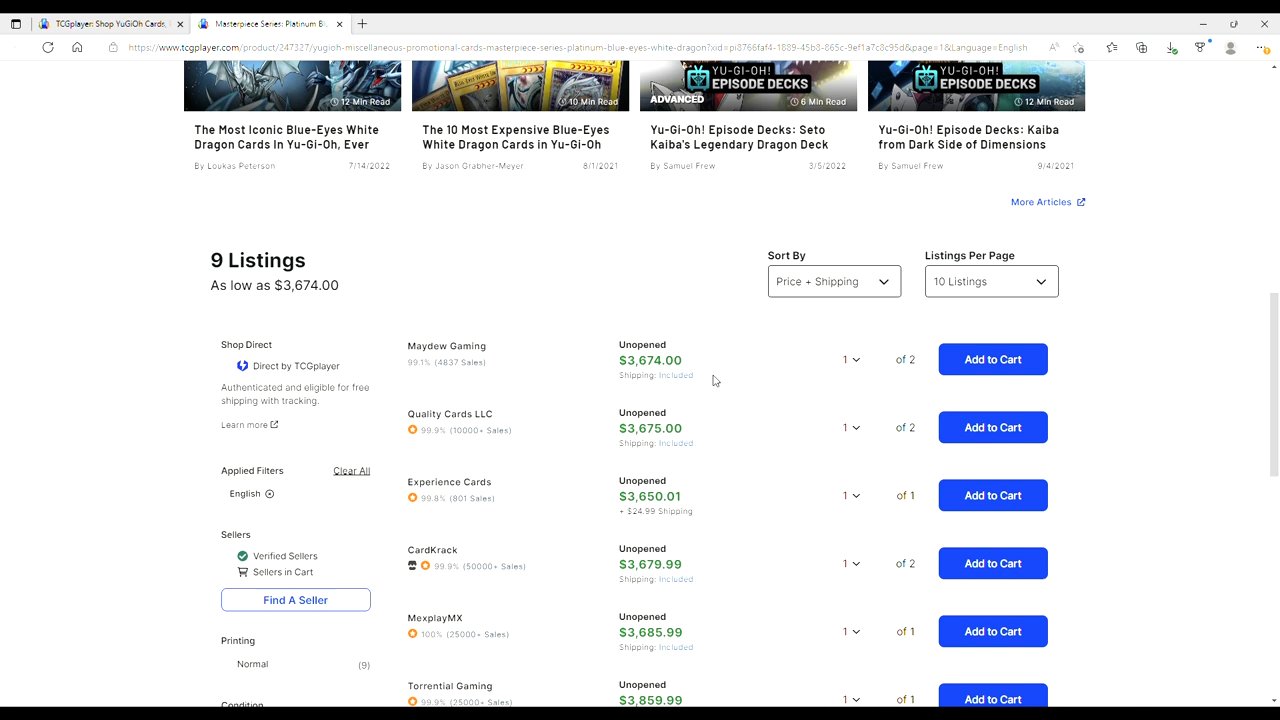 TCGplayer: Shop YuGiOh Cards,
Masterpiece Series: Platinum Bl
https://www.tcgplayer.com/product/247327/yugioh-miscellaneous-promotional-cards-masterpiece-series-platinum-blue-eyes-white-dragon?xid=pi8766faf4-1889-45b8-865c-9ef1a7c8c95d&page=1&Language=English
12 Min Read
10 Min Read
YU-GI-OH!
EPISODE DECKS
ADVANCED
6 Min Read
YU-GI-OH!
EPISODE DECKS
12 Min Read
The Most Iconic Blue-Eyes White
Dragon Cards In Yu-Gi-Oh, Ever
By Loukas Peterson 7/14/2022
The 10 Most Expensive Blue-Eyes
White Dragon Cards in Yu-Gi-Oh
By Jason Grabher-Meyer 8/1/2021
Yu-Gi-Oh! Episode Decks: Seto
Kaiba's Legendary Dragon Deck
By Samuel Frew 3/5/2022
Yu-Gi-Oh! Episode Decks: Kaiba
from Dark Side of Dimensions
By Samuel Frew 9/4/2021
More Articles
9 Listings
As low as $3,674.00
Sort By
Price + Shipping
Listings Per Page
10 Listings
Shop Direct
Direct by TCGplayer
Authenticated and eligible for free
shipping with tracking.
Learn more
Applied Filters Clear All
English
Sellers
Verified Sellers
Sellers in Cart
Find A Seller
Printing
Normal (9)
Condition
Maydew Gaming
99.1% (4837 Sales)
Unopened
$3,674.00
Shipping: Included
1 of 2
Add to Cart
Quality Cards LLC
99.9% (10000+ Sales)
Unopened
$3,675.00
Shipping: Included
1 of 2
Add to Cart
Experience Cards
99.8% (801 Sales)
Unopened
$3,650.01
+ $24.99 Shipping
1 of 1
Add to Cart
CardKrack
99.9% (50000+ Sales)
Unopened
$3,679.99
Shipping: Included
1 of 2
Add to Cart
MexplayMX
100% (25000+ Sales)
Unopened
$3,685.99
Shipping: Included
1 of 1
Add to Cart
Torrential Gaming
99.9% (25000+ Sales)
Unopened
$3,859.99
1 of 1
Add to Cart